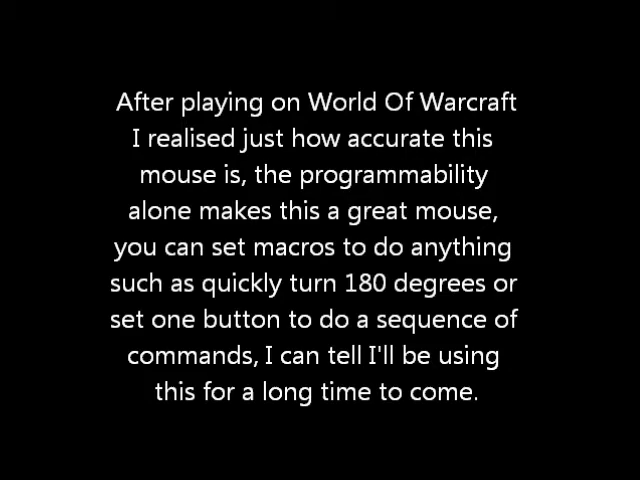 After playing on World Of Warcraft
I realised just how accurate this
mouse is, the programmability
alone makes this a great mouse,
you can set macros to do anything
such as quickly turn 180 degrees or
set one button to do a sequence of
commands, I can tell I'll be using
this for a long time to come.